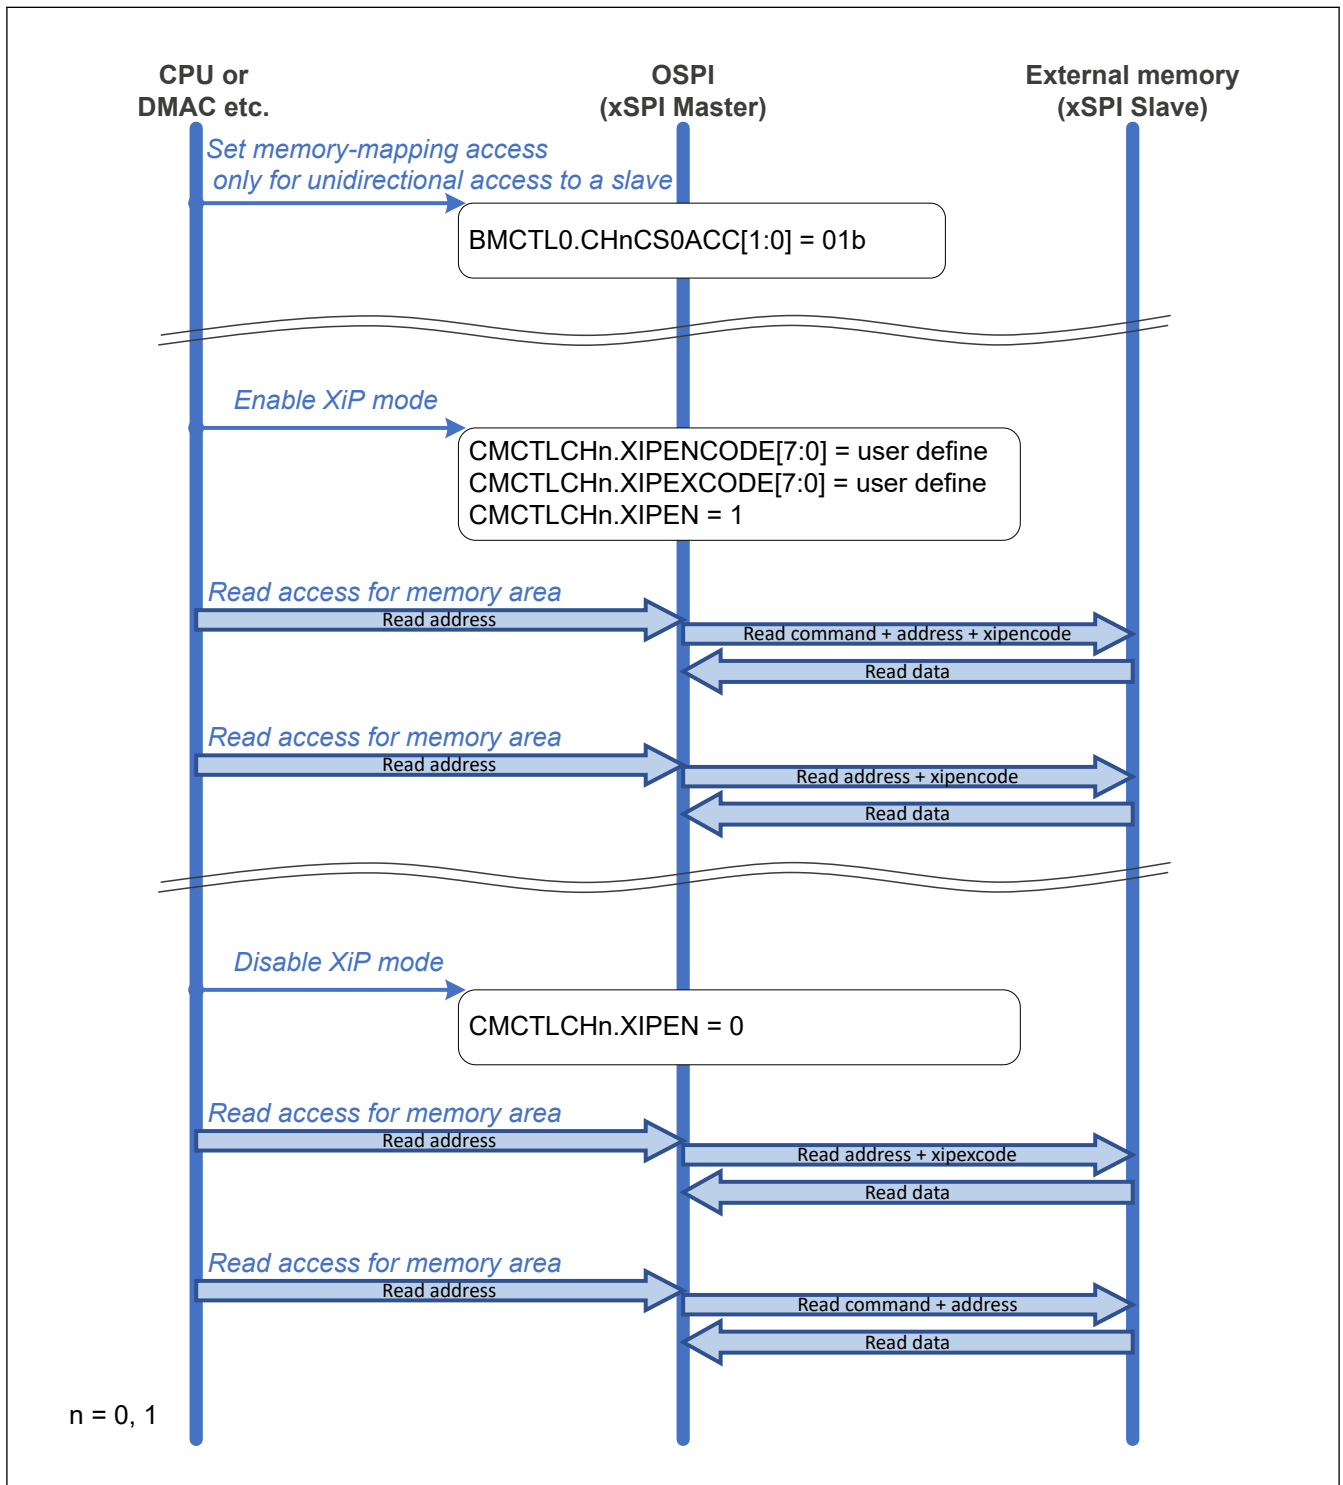 CPU or
DMAC etc.
OSPI
(xSPI Master)
External memory
(xSPI Slave)
Set memory-mapping access
only for unidirectional access to a slave
BMCTL0.CHnCS0ACC[1:0] = 01b
Enable XiP mode
CMCTLCHn.XIPENCODE[7:0] = user define
CMCTLCHn.XIPEXCODE[7:0] = user define
CMCTLCHn.XIPEN = 1
Read access for memory area
Read address
Read command + address + xipencode
Read data
Read access for memory area
Read address
Read address + xipencode
Read data
Disable XiP mode
CMCTLCHn.XIPEN = 0
Read access for memory area
Read address
Read address + xipexcode
Read data
Read access for memory area
Read address
Read command + address
Read data
n = 0, 1